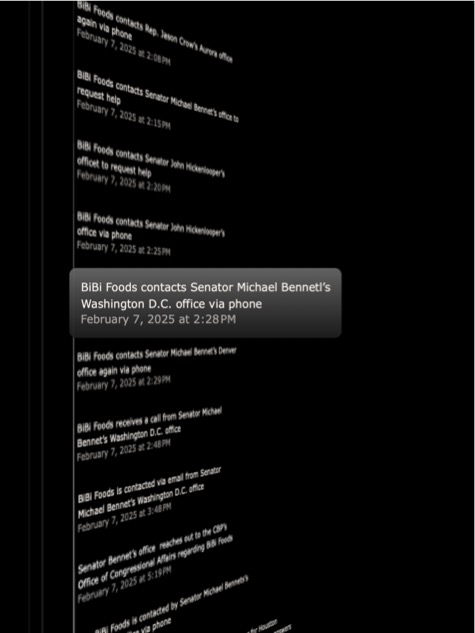 BiBi Foods contacts Rep. Jason Crow's Aurora office
again via phone
February 7, 2025 at 2:08PM
BiBi Foods contacts Senator Michael Bennet's office to
request help
February 7, 2025 at 2:15PM
BiBi Foods contacts Senator John Hickenlooper's
officet to request help
February 7, 2025 at 2:20PM
BiBi Foods contacts Senator John Hickenlooper's
office via phone
February 7, 2025 at 2:25PM
BiBi Foods contacts Senator Michael Bennetl's
Washington D.C. office via phone
February 7, 2025 at 2:28PM
BiBi Foods contacts Senator Michael Bennet's Denver
office again via phone
February 7, 2025 at 2:29PM
BiBi Foods receives a call from Senator Michael
Bennet's Washington D.C. office
February 7, 2025 at 2:48PM
BiBi Foods is contacted via email from Senator
Michael Bennet's Washington D.C. office
February 7, 2025 at 3:48PM
Senator Bennet's office reaches out to the CBP's
Office of Congressional Affairs regarding BiBi Foods
February 7, 2025 at 5:19PM
BiBi Foods is contacted by Senator Michael Bennets's
via phone
for Houston